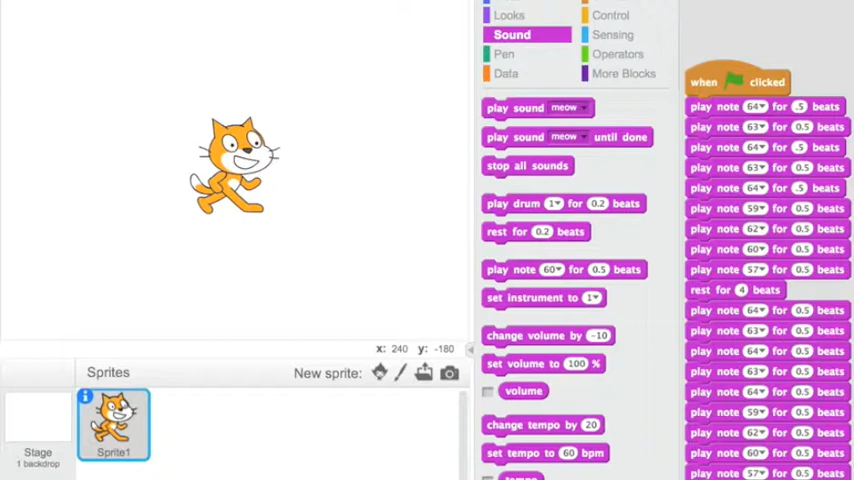 Looks
Control
Sound
Sensing
Pen
Operators
Data
More Blocks
play sound meow
play sound meow until done
stop all sounds
play drum 1 for 0.2 beats
rest for 0.2 beats
play note 60 for 0.5 beats
set instrument to 1
change volume by -10
set volume to 100 %
volume
change tempo by 20
set tempo to 60 bpm
tempo
when clicked
play note 64 for .5 beats
play note 63 for 0.5 beats
play note 64 for .5 beats
play note 63 for 0.5 beats
play note 64 for .5 beats
play note 59 for 0.5 beats
play note 62 for 0.5 beats
play note 60 for 0.5 beats
play note 57 for 0.5 beats
rest for 4 beats
play note 64 for 0.5 beats
play note 63 for 0.5 beats
play note 64 for 0.5 beats
play note 63 for 0.5 beats
play note 64 for 0.5 beats
play note 59 for 0.5 beats
play note 62 for 0.5 beats
play note 60 for 0.5 beats
play note 57 for 0.5 beats
x: 240 y: -180
Sprites
New sprite:
Stage
1 backdrop
Sprite1